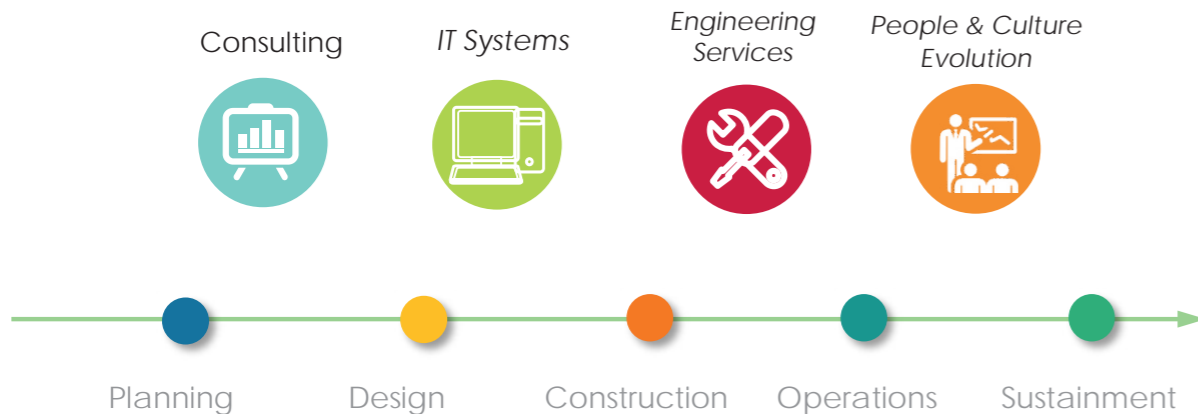 Consulting
IT Systems
Engineering
Services
People & Culture
Evolution
Planning
Design
Construction
Operations
Sustainment